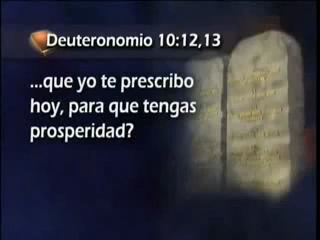 Deuteronomio 10:12,13
...que yo te prescribo
hoy, para que tengas
prosperidad?